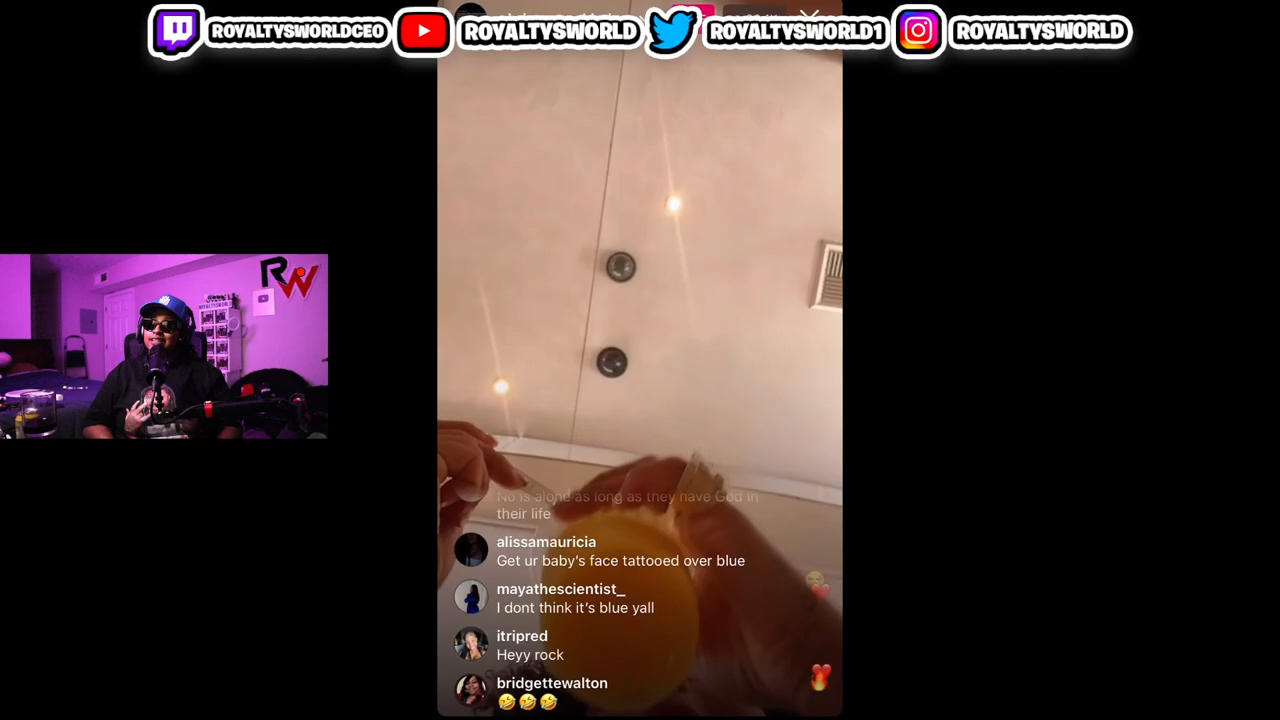 ROYALTYSWORLDCEO
ROYALTYSWORLD
ROYALTYSWORLD1
ROYALTYSWORLD
RW
No is alone as long as they have God in
their life
alissamauricia
Get ur baby’s face tattooed over blue
mayathescientist_
I dont think it’s blue yall
itripred
Heyy rock
bridgettewalton
🤣🤣🤣